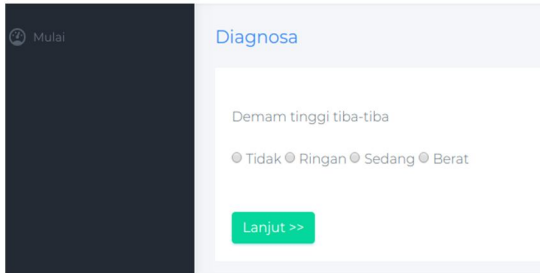 Mulai
Diagnosa
Demam tinggi tiba-tiba
Tidak Ringan Sedang Berat
Lanjut >>